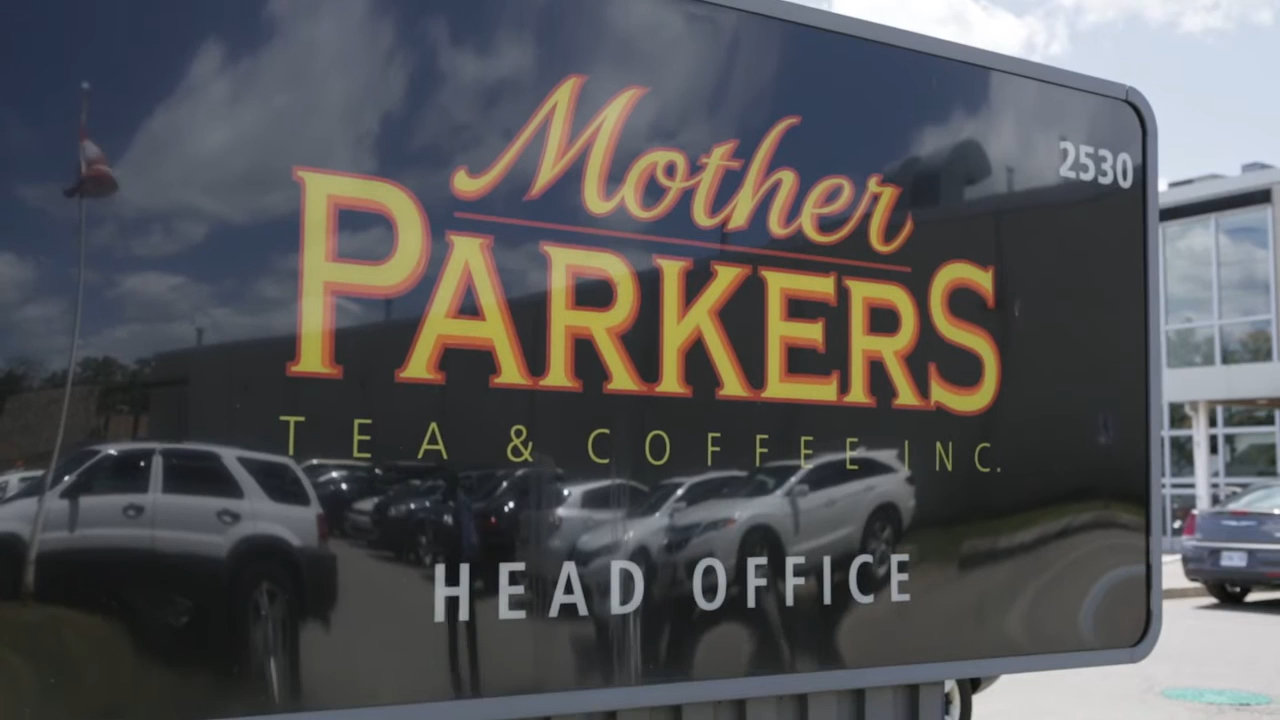 2530
Mother
PARKERS
TEA & COFFEE INC.
HEAD OFFICE